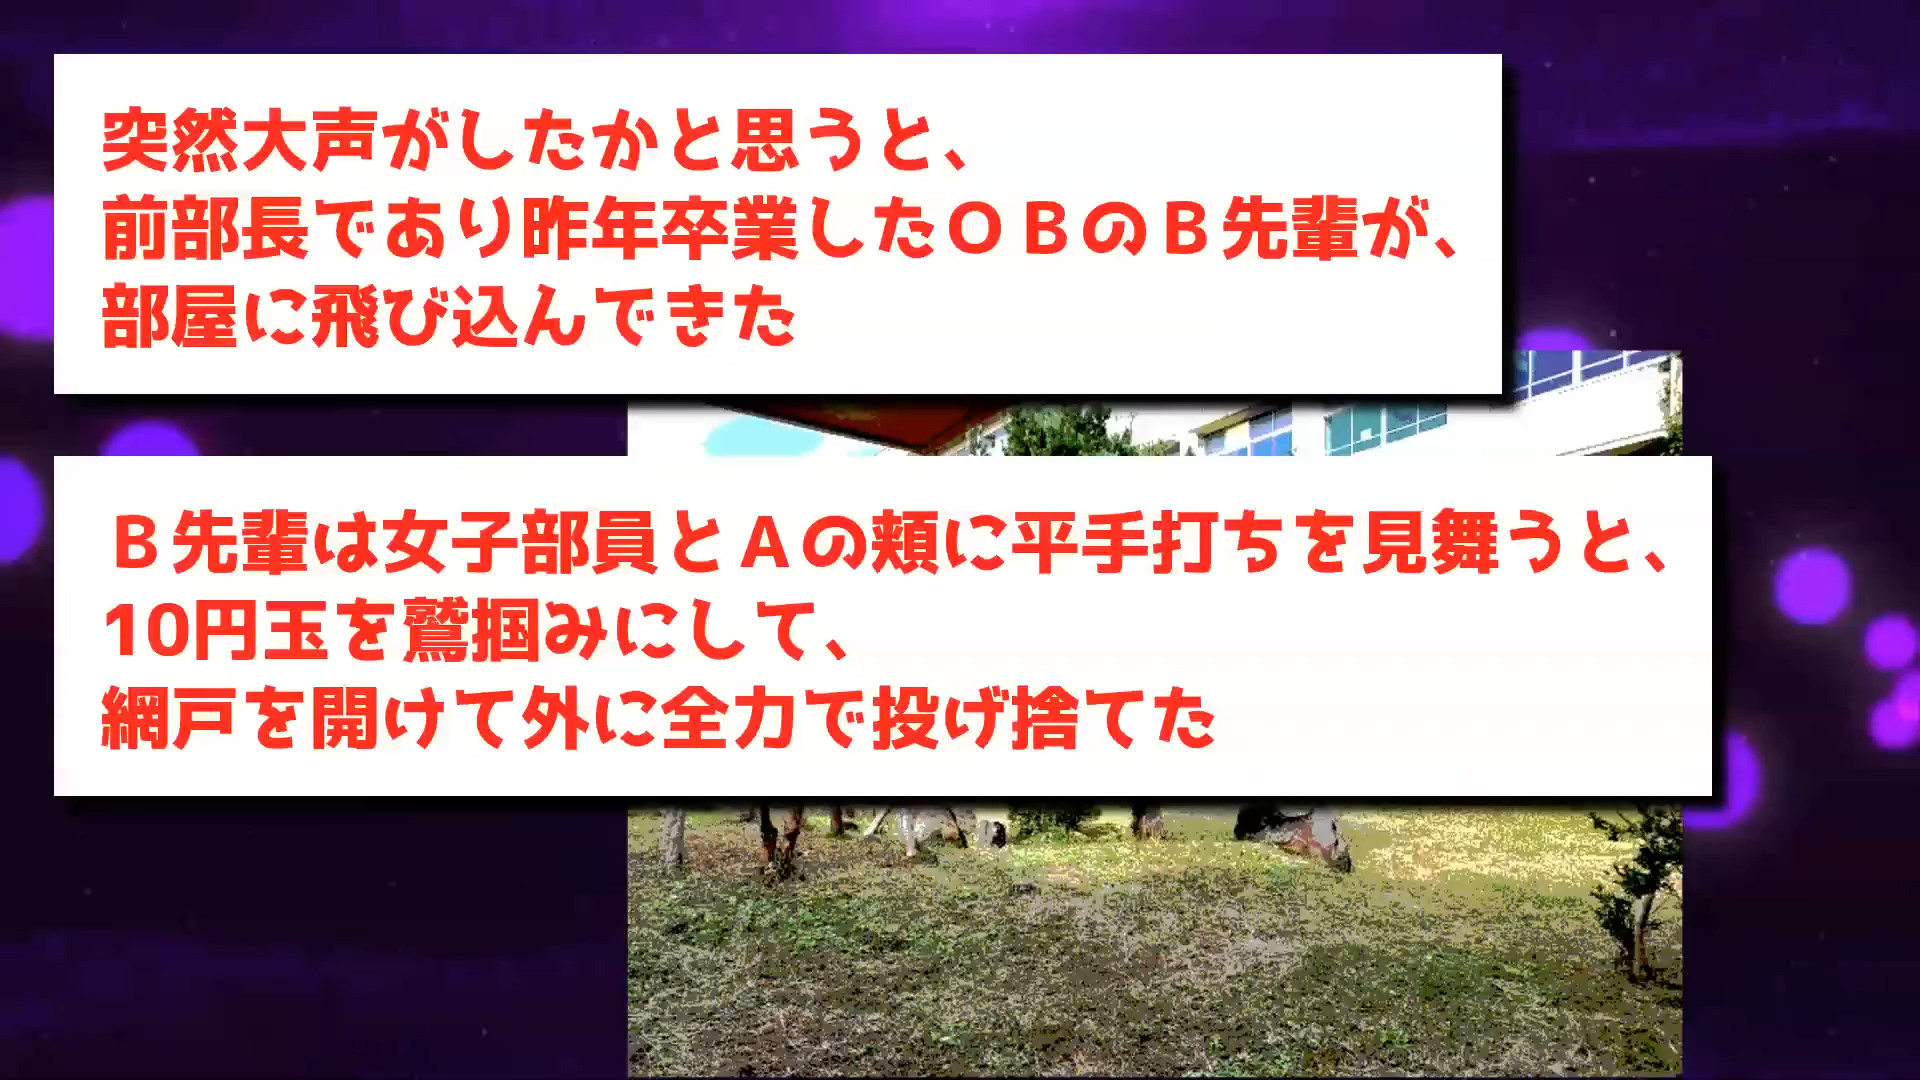 突然大声がしたかと思うと、
前部長であり昨年卒業したＯＢのＢ先輩が、
部屋に飛び込んできた
Ｂ先輩は女子部員とＡの頬に平手打ちを見舞うと、
10円玉を鷲掴みにして、
網戸を開けて外に全力で投げ捨てた